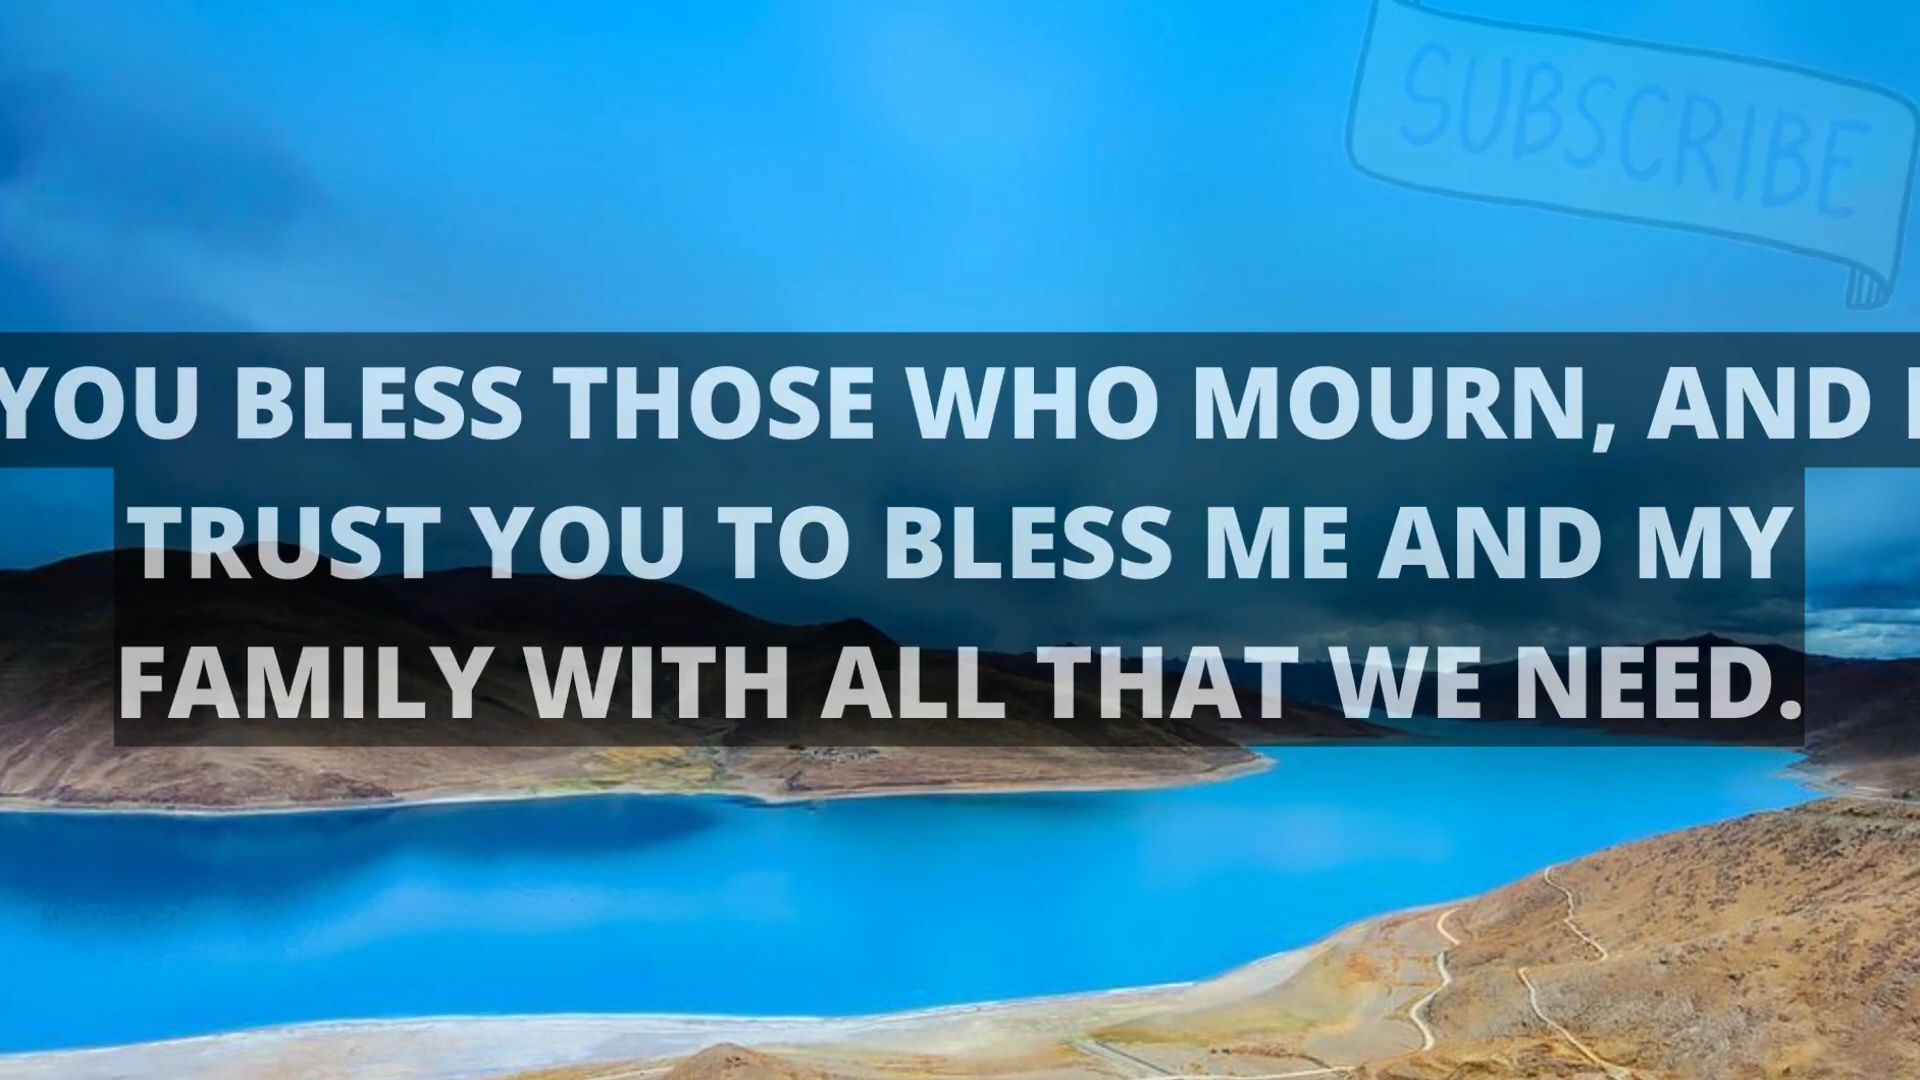 SUBSCRIBE
YOU BLESS THOSE WHO MOURN, AND I
TRUST YOU TO BLESS ME AND MY
FAMILY WITH ALL THAT WE NEED.